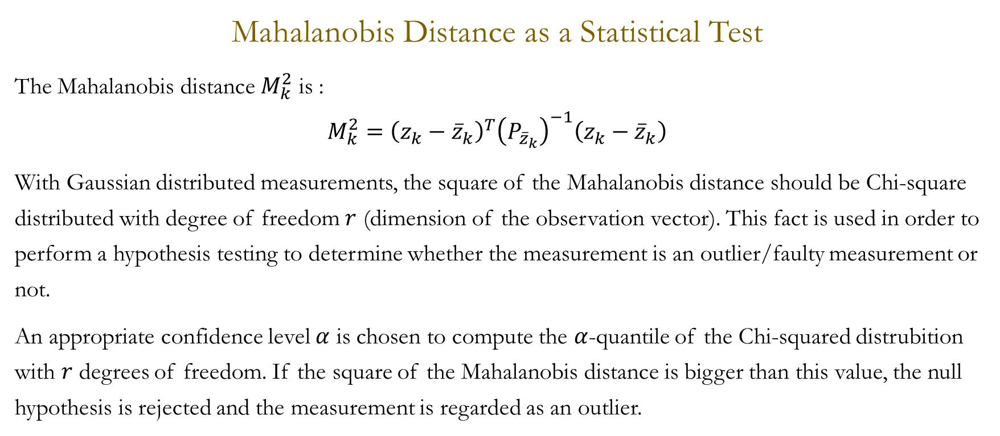 Mahalanobis Distance as a Statistical Test
The Mahalanobis distance $M_k^2$ is :
$M_k^2 = (z_k - \bar{z}_k)^T (P_{\bar{z}_k})^{-1} (z_k - \bar{z}_k)$
With Gaussian distributed measurements, the square of the Mahalanobis distance should be Chi-square
distributed with degree of freedom $r$ (dimension of the observation vector). This fact is used in order to
perform a hypothesis testing to determine whether the measurement is an outlier/faulty measurement or
not.
An appropriate confidence level $\alpha$ is chosen to compute the $\alpha$-quantile of the Chi-squared distrubition
with $r$ degrees of freedom. If the square of the Mahalanobis distance is bigger than this value, the null
hypothesis is rejected and the measurement is regarded as an outlier.